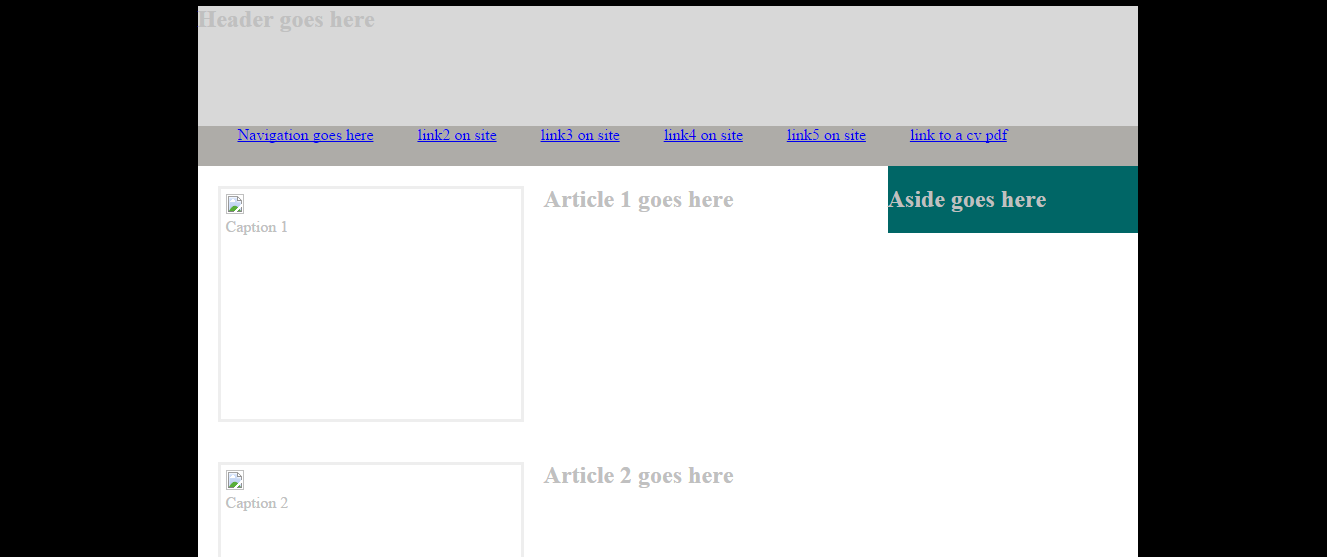 Header goes here
Navigation goes here link2 on site link3 on site link4 on site link5 on site link to a cv pdf
Caption 1
Article 1 goes here
Aside goes here
Caption 2
Article 2 goes here